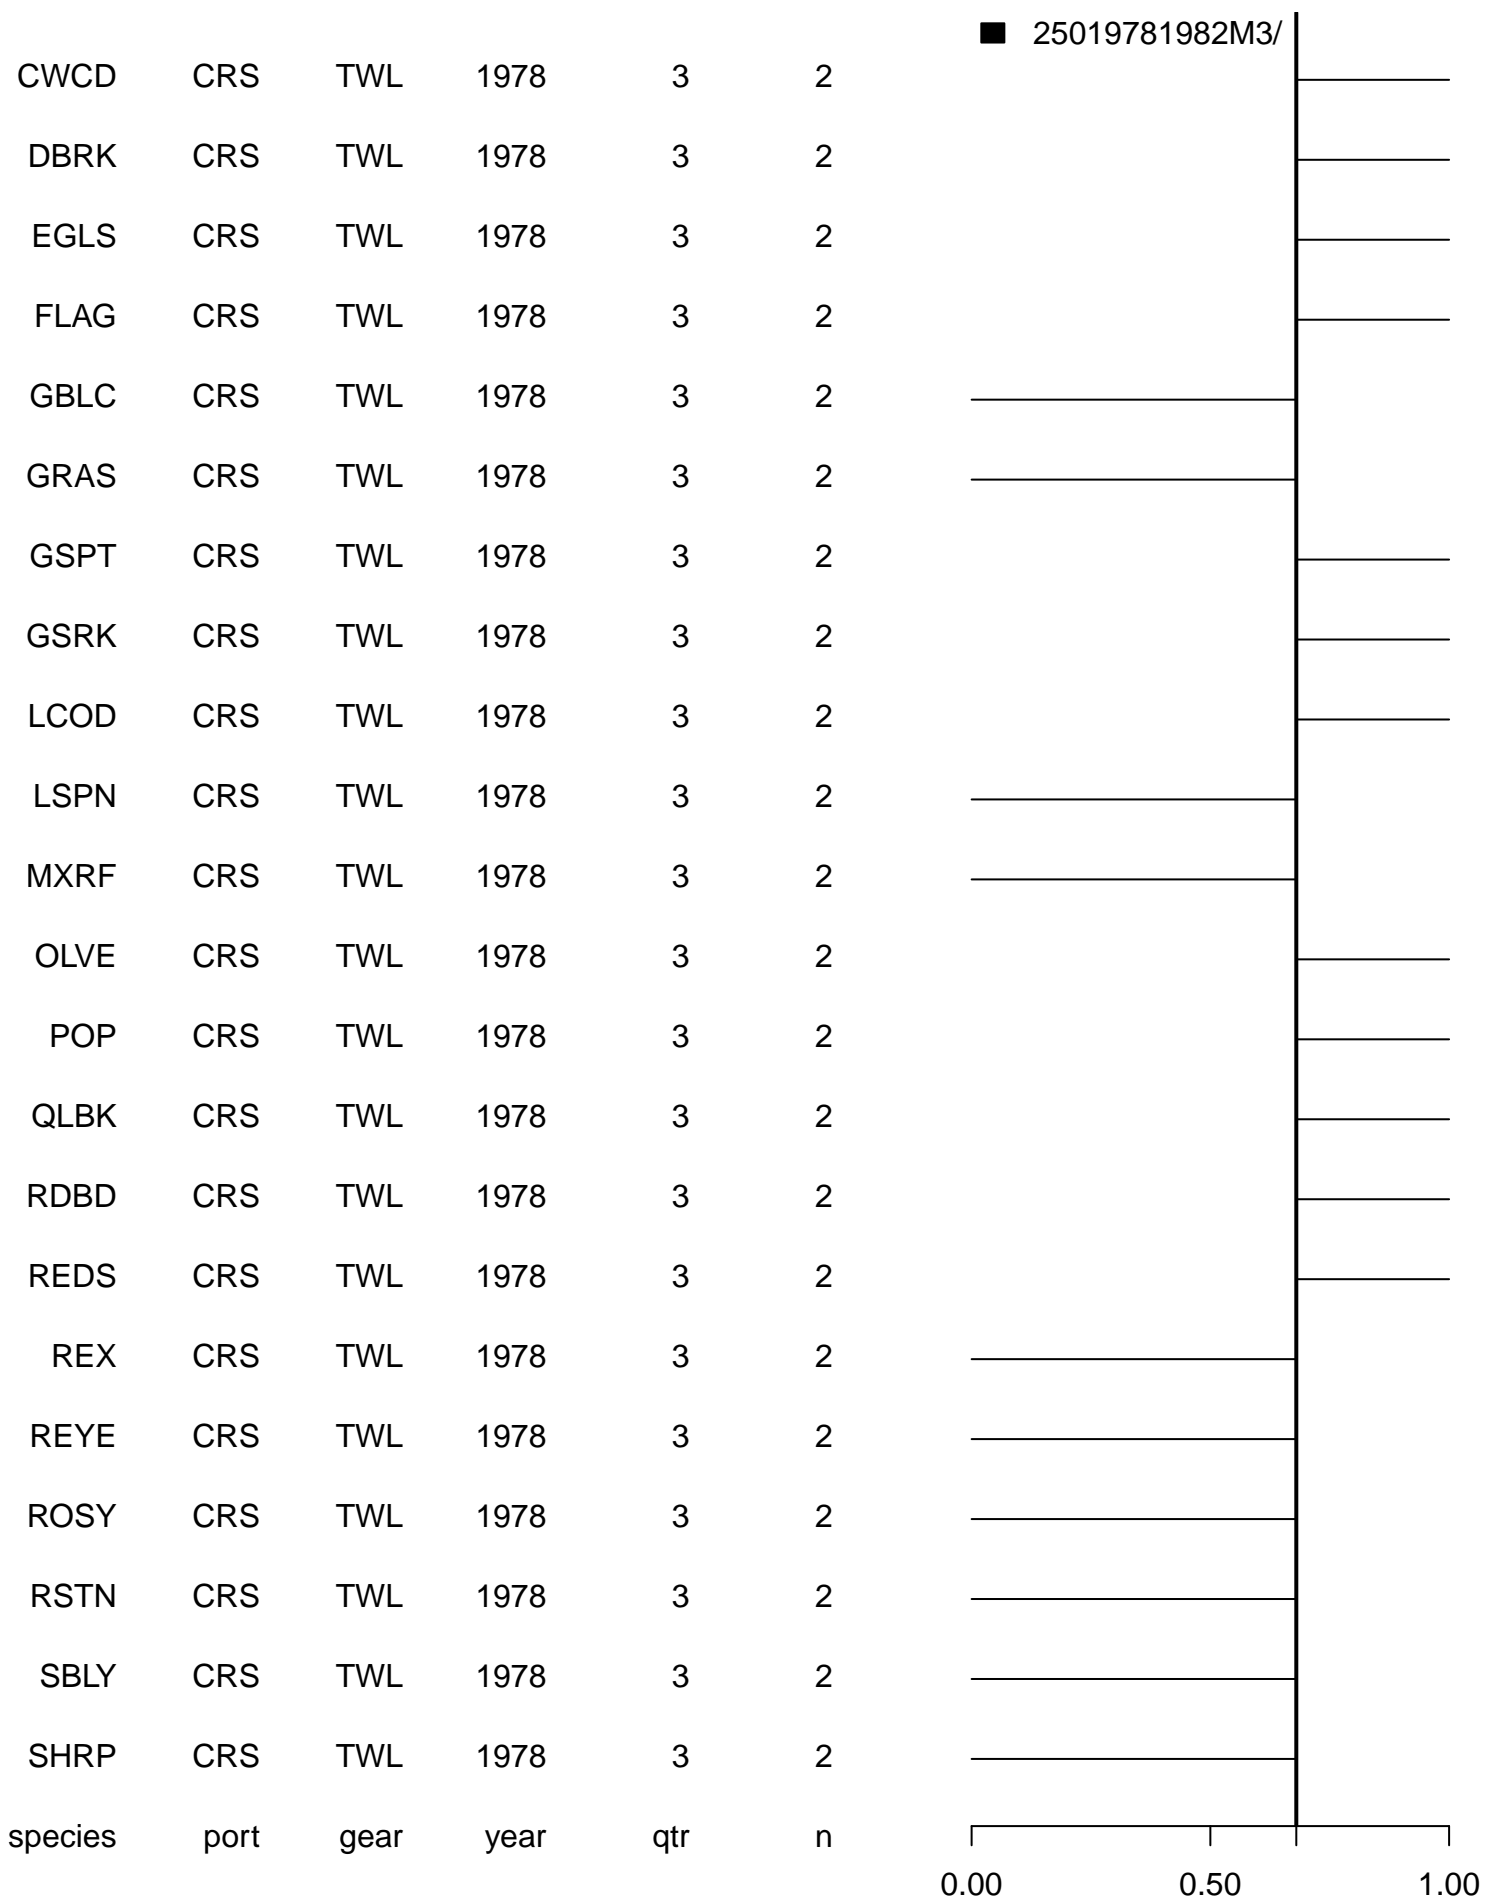 25019781982M3/
CWCD CRS TWL 1978 3 2
DBRK CRS TWL 1978 3 2
EGLS CRS TWL 1978 3 2
FLAG CRS TWL 1978 3 2
GBLC CRS TWL 1978 3 2
GRAS CRS TWL 1978 3 2
GSPT CRS TWL 1978 3 2
GSRK CRS TWL 1978 3 2
LCOD CRS TWL 1978 3 2
LSPN CRS TWL 1978 3 2
MXRF CRS TWL 1978 3 2
OLVE CRS TWL 1978 3 2
POP CRS TWL 1978 3 2
QLBK CRS TWL 1978 3 2
RDBD CRS TWL 1978 3 2
REDS CRS TWL 1978 3 2
REX CRS TWL 1978 3 2
REYE CRS TWL 1978 3 2
ROSY CRS TWL 1978 3 2
RSTN CRS TWL 1978 3 2
SBLY CRS TWL 1978 3 2
SHRP CRS TWL 1978 3 2
species port gear year qtr n
0.00 0.50 1.00